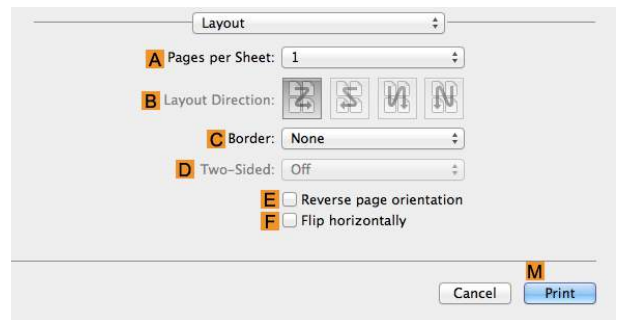 Layout
A Pages per Sheet: 1
B Layout Direction:
C Border: None
D Two-Sided: Off
E Reverse page orientation
F Flip horizontally
M
Cancel Print